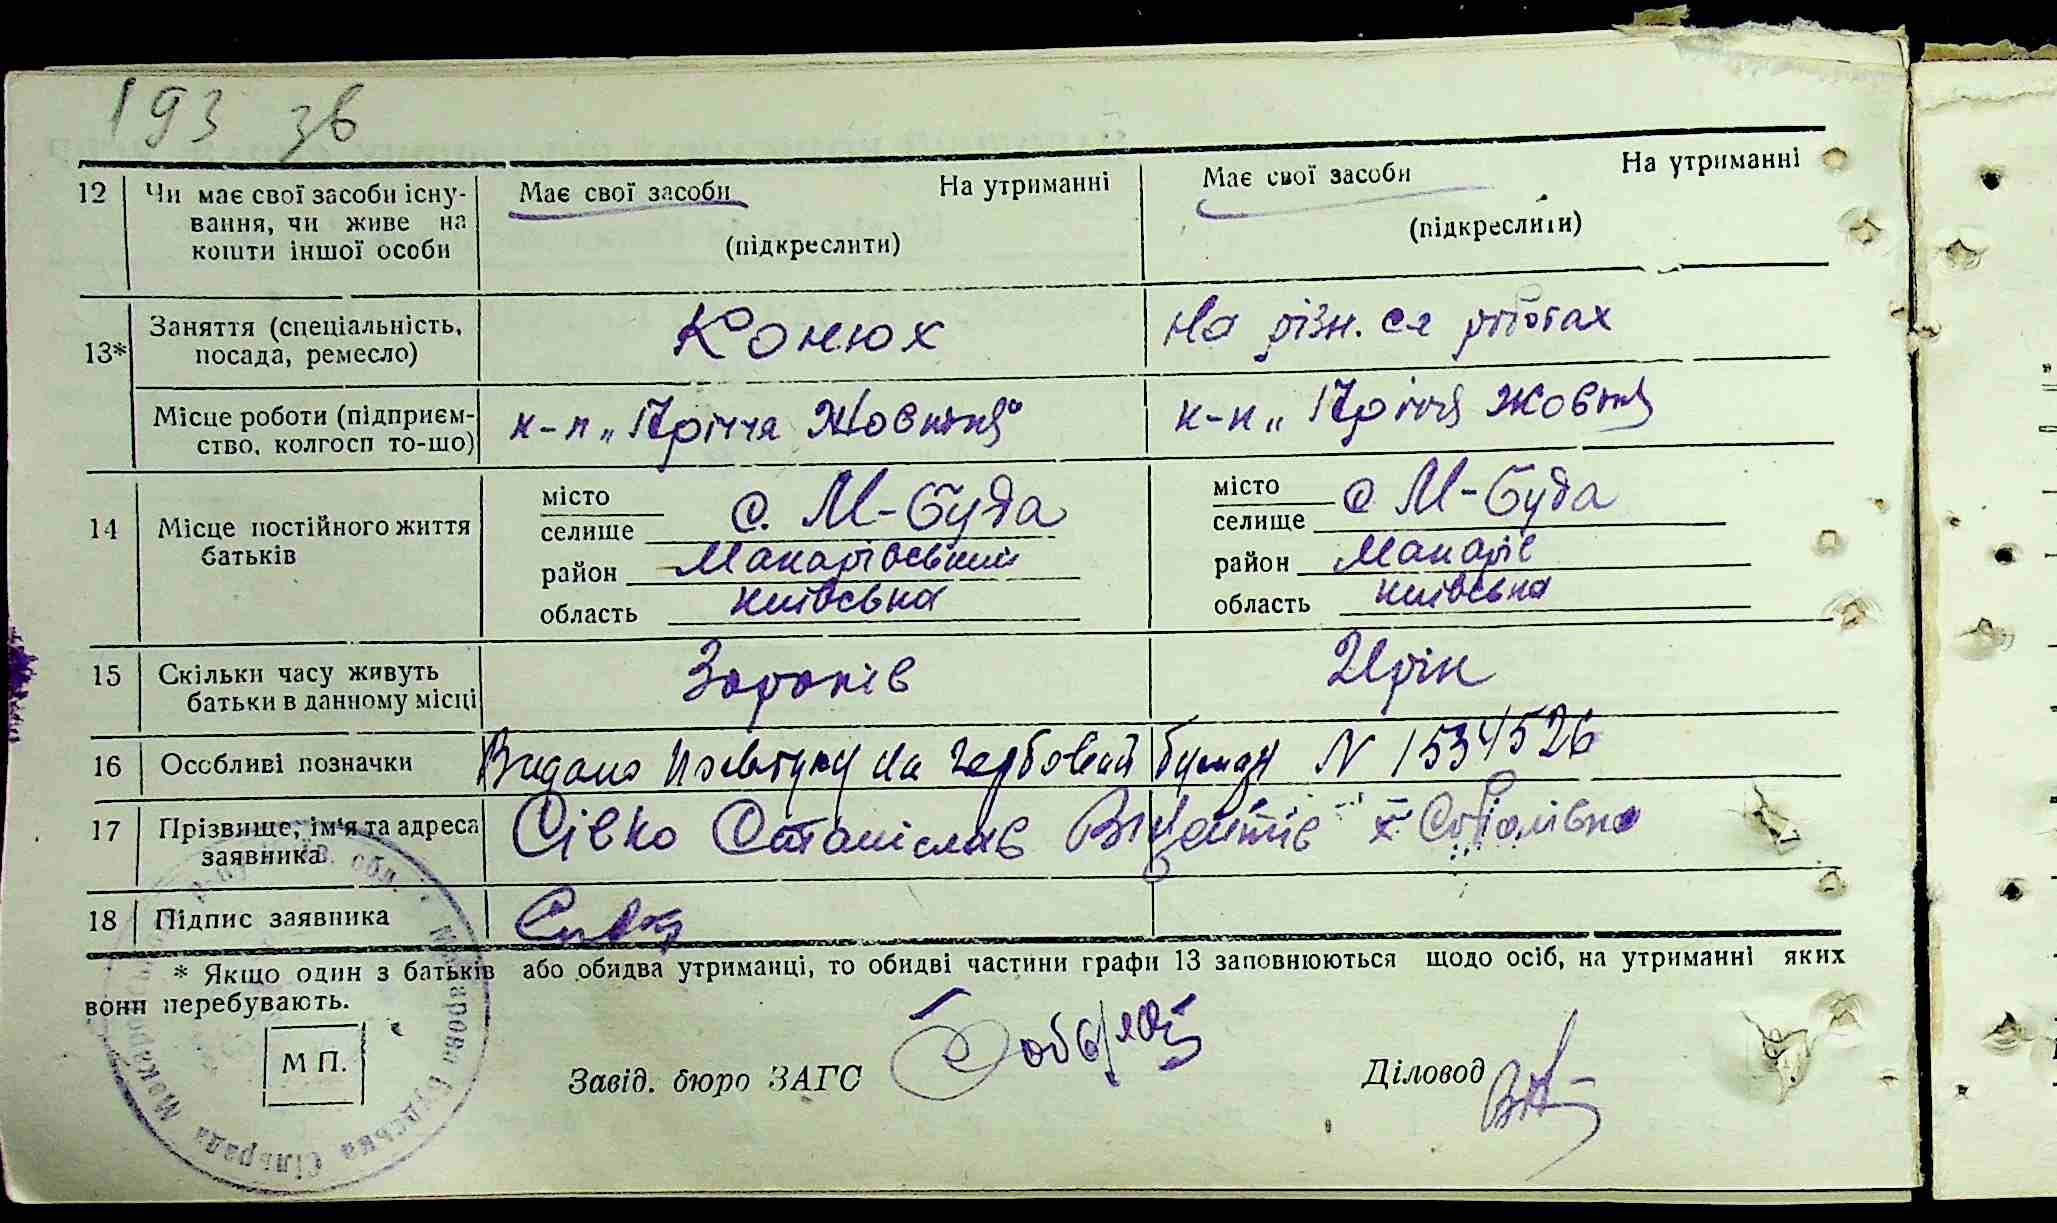 193 зв
12 Чи має свої засоби існування, чи живе на кошти іншої особи
Має свої засоби На утриманні
(підкреслити)
Має свої засоби На утриманні
(підкреслити)
13* Заняття (спеціальність, посада, ремесло)
Конюх
на різн. с-г роботах
Місце роботи (підприємство, колгосп то-що)
к-п „ річчя Жовтня"
к-п „ річчя Жовтня
14 Місце постійного життя батьків
місто
селище с. М-Буда
район Макарівський
область київська
місто
селище с М-Буда
район Макарів
область київська
15 Скільки часу живуть батьки в данному місці
16 Особливі позначки
Видано на гербовий бумазі N 1534526
17 Прізвище, ім'я та адреса заявника
Сівко Станіслав
18 Підпис заявника
* Якщо один з батьків або обидва утриманці, то обидві частини графи 13 заповнюються щодо осіб, на утриманні яких
вони перебувають.
М П.
Завід. бюро ЗАГС
Діловод